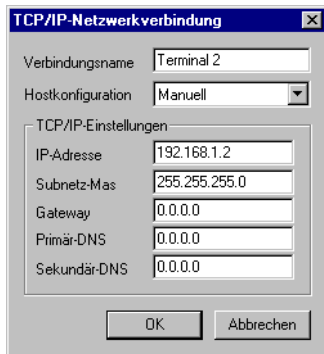 TCP/IP-Netzwerkverbindung
Verbindungsname Terminal 2
Hostkonfiguration Manuell
TCP/IP-Einstellungen
IP-Adresse 192.168.1.2
Subnetz-Mas 255.255.255.0
Gateway 0.0.0.0
Primär-DNS 0.0.0.0
Sekundär-DNS 0.0.0.0
OK Abbrechen